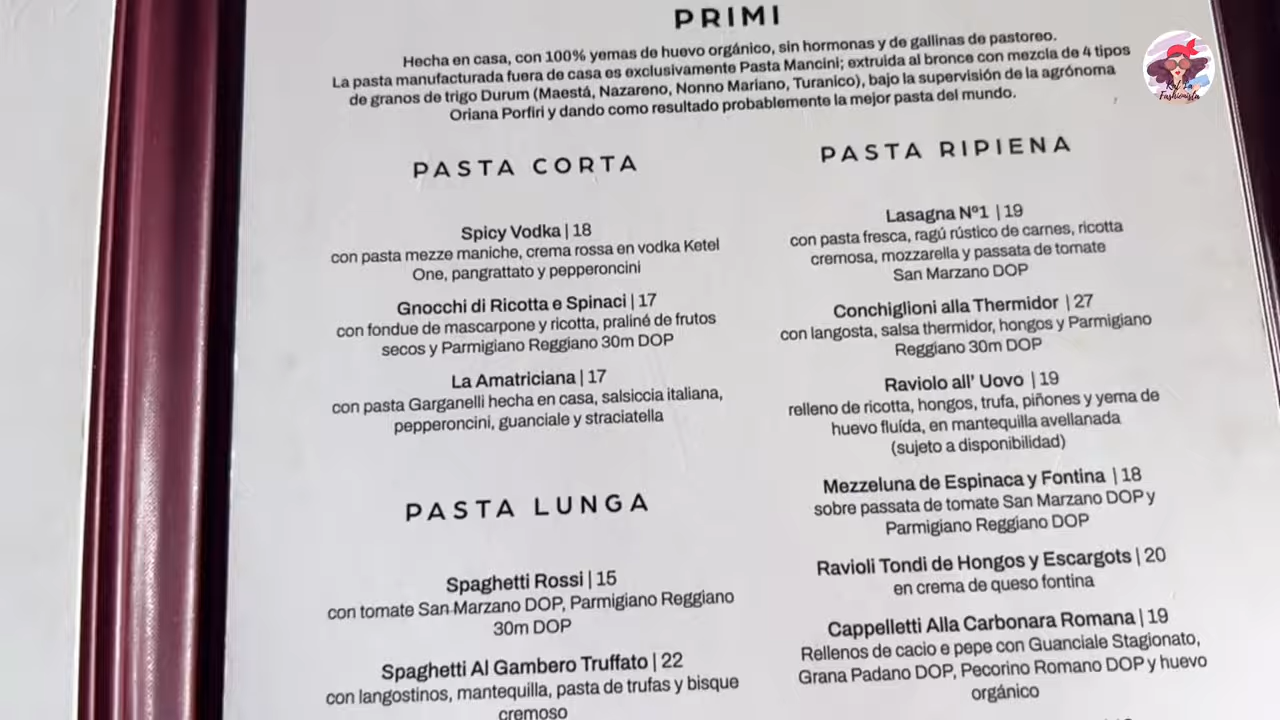 PRIMI
Hecha en casa, con 100% yemas de huevo orgánico, sin hormonas y de gallinas de pastoreo.
La pasta manufacturada fuera de casa es exclusivamente Pasta Mancini; extruida al bronce con mezcla de 4 tipos
de granos de trigo Durum (Maestá, Nazareno, Nonno Mariano, Turanico), bajo la supervisión de la agrónoma
Oriana Porfiri y dando como resultado probablemente la mejor pasta del mundo.
PASTA CORTA
Spicy Vodka | 18
con pasta mezze maniche, crema rossa en vodka Ketel
One, pangrattato y pepperoncini
Gnocchi di Ricotta e Spinaci | 17
con fondue de mascarpone y ricotta, praliné de frutos
secos y Parmigiano Reggiano 30m DOP
La Amatriciana | 17
con pasta Garganelli hecha en casa, salsiccia italiana,
pepperoncini, guanciale y straciatella
PASTA LUNGA
Spaghetti Rossi | 15
con tomate San Marzano DOP, Parmigiano Reggiano
30m DOP
Spaghetti Al Gambero Truffato | 22
con langostinos, mantequilla, pasta de trufas y bisque
cremoso
PASTA RIPIENA
Lasagna Nº1 | 19
con pasta fresca, ragú rústico de carnes, ricotta
cremosa, mozzarella y passata de tomate
San Marzano DOP
Conchiglioni alla Thermidor | 27
con langosta, salsa thermidor, hongos y Parmigiano
Reggiano 30m DOP
Raviolo all' Uovo | 19
relleno de ricotta, hongos, trufa, piñones y yema de
huevo fluída, en mantequilla avellanada
(sujeto a disponibilidad)
Mezzeluna de Espinaca y Fontina | 18
sobre passata de tomate San Marzano DOP y
Parmigiano Reggiano DOP
Ravioli Tondi de Hongos y Escargots | 20
en crema de queso fontina
Cappelletti Alla Carbonara Romana | 19
Rellenos de cacio e pepe con Guanciale Stagionato,
Grana Padano DOP, Pecorino Romano DOP y huevo
orgánico
Fashionista